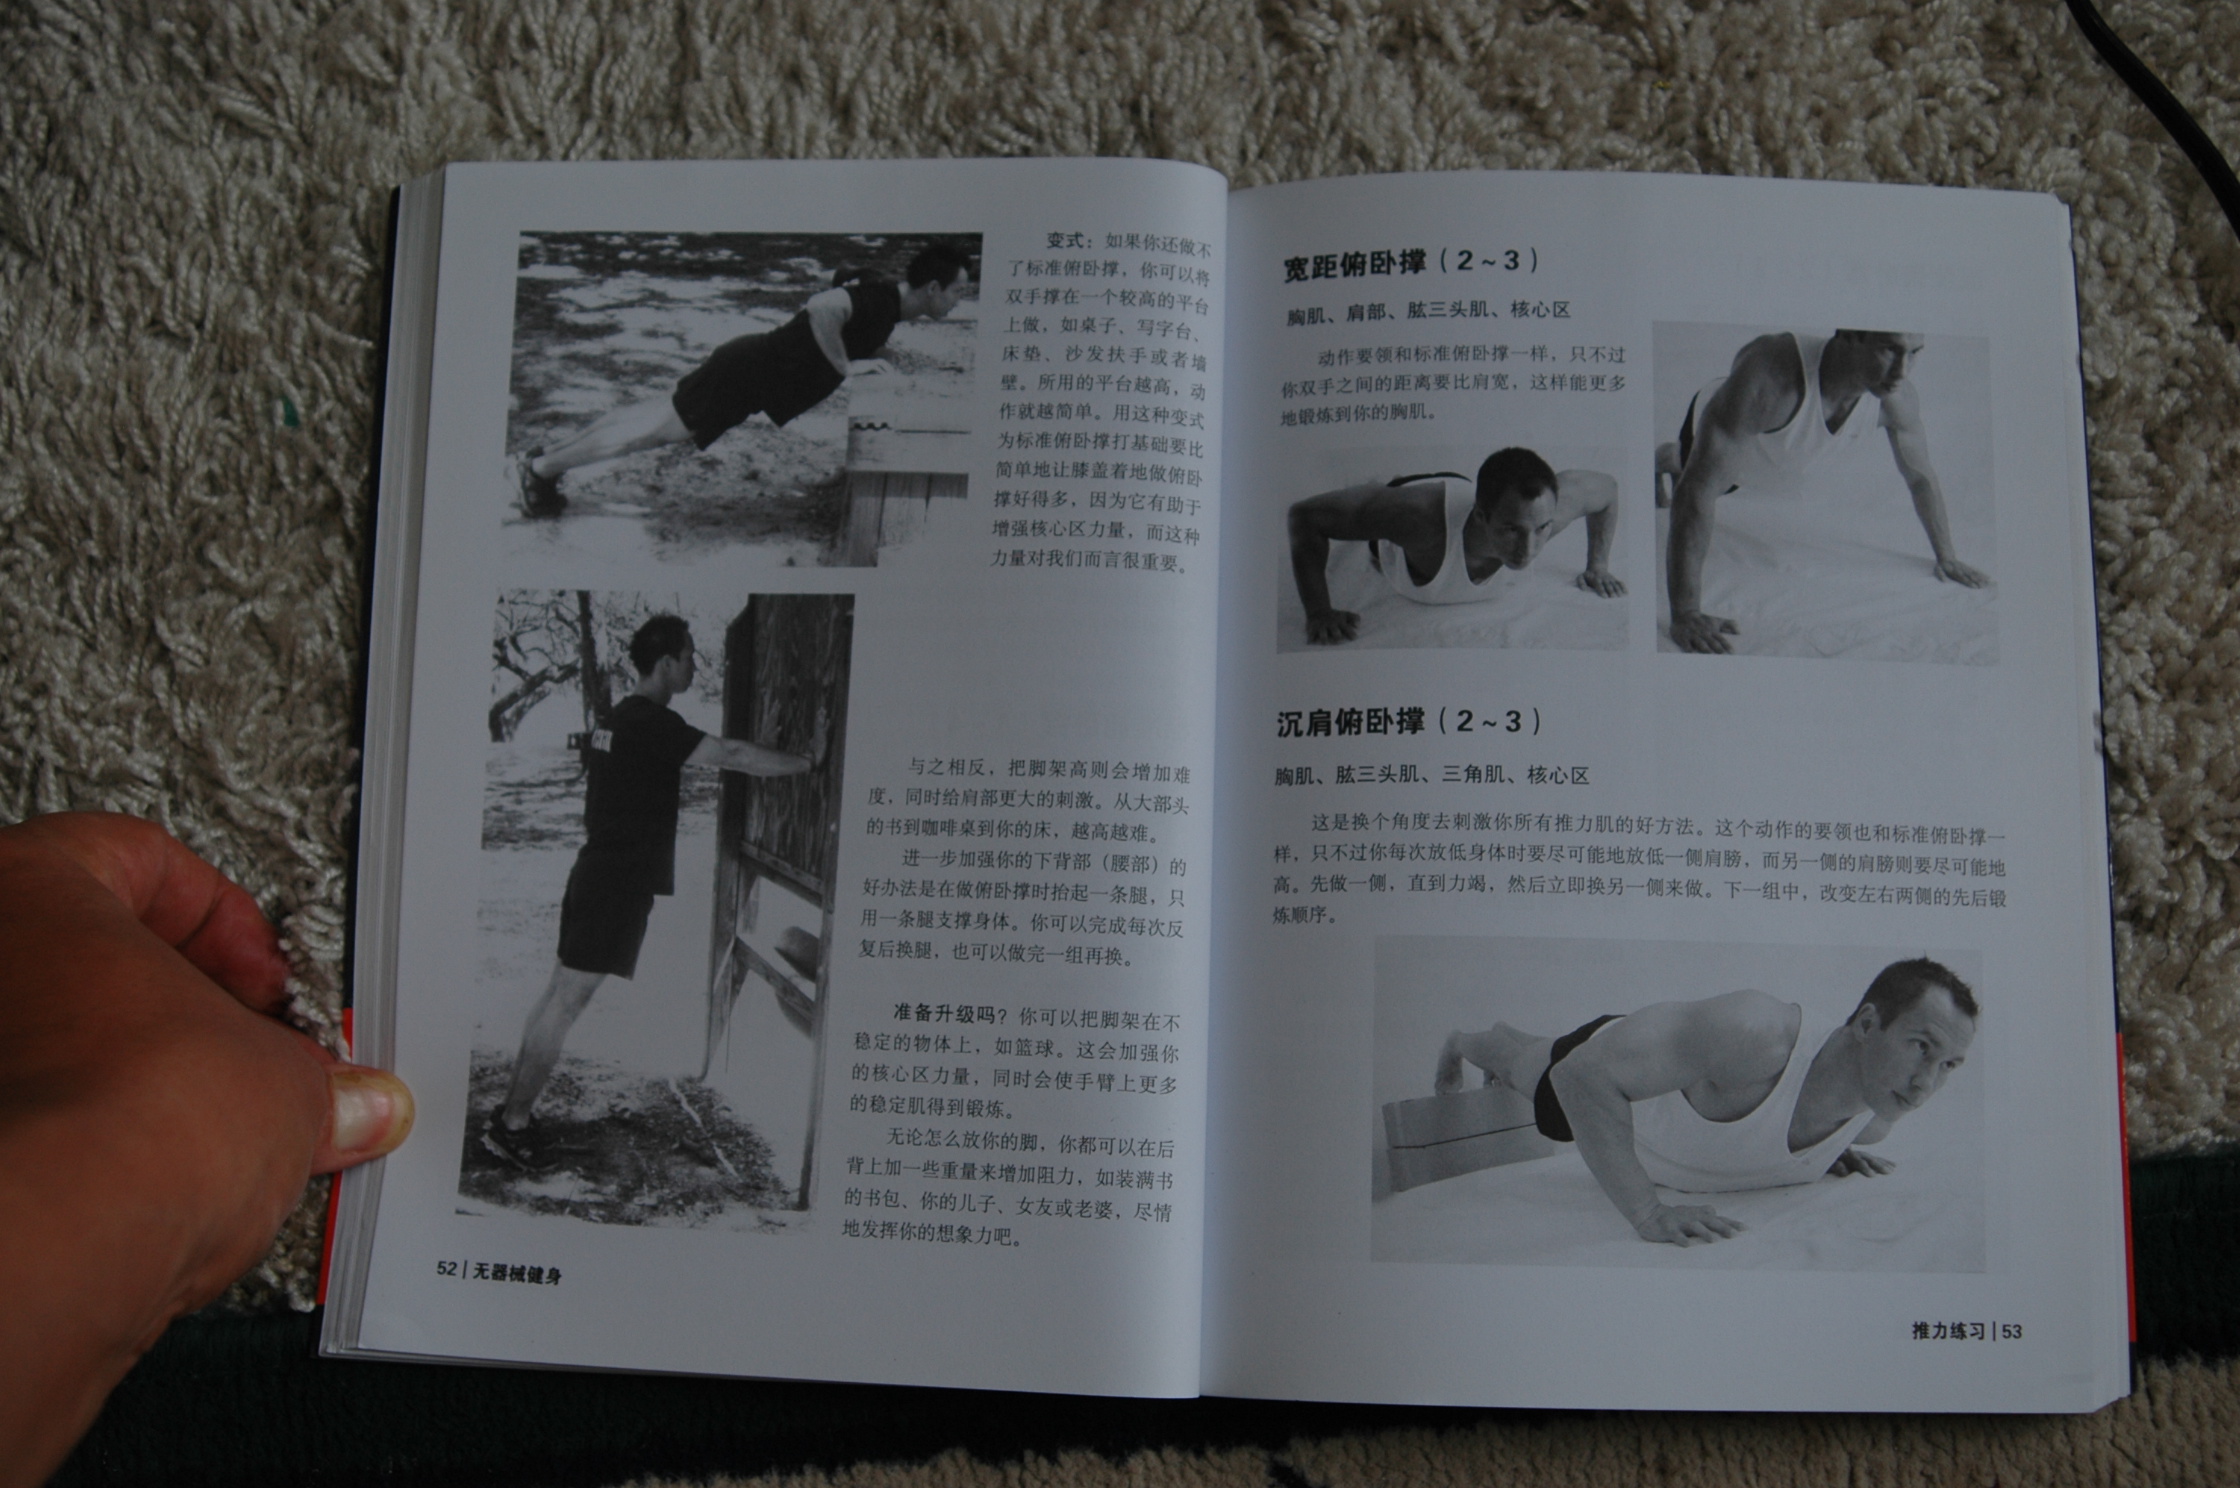 变式：如果你还做不
了标准俯卧撑，你可以将
双手撑在一个较高的平台
上做，如桌子、写字台、
床垫、沙发扶手或者墙
壁。所用的平台越高，动
作就越简单。用这种变式
为标准俯卧撑打基础要比
简单地让膝盖着地做俯卧
撑好得多，因为它有助于
增强核心区力量，而这种
力量对我们而言很重要。
与之相反，把脚架高则会增加难
度，同时给肩部更大的刺激。从大部头
的书到咖啡桌到你的床，越高越难。
进一步加强你的下背部（腰部）的
好办法是在做俯卧撑时抬起一条腿，只
用一条腿支撑身体。你可以完成每次反
复后换腿，也可以做完一组再换。
准备升级吗？你可以把脚架在不
稳定的物体上，如篮球。这会加强你
的核心区力量，同时会使手臂上更多
的稳定肌得到锻炼。
无论怎么放你的脚，你都可以在后
背上加一些重量来增加阻力，如装满书
的书包、你的儿子、女友或老婆，尽情
地发挥你的想象力吧。
52 | 无器械健身
宽距俯卧撑（2～3）
胸肌、肩部、肱三头肌、核心区
动作要领和标准俯卧撑一样，只不过
你双手之间的距离要比肩宽，这样能更多
地锻炼到你的胸肌。
沉肩俯卧撑（2～3）
胸肌、肱三头肌、三角肌、核心区
这是换个角度去刺激你所有推力肌的好方法。这个动作的要领也和标准俯卧撑一
样，只不过你每次放低身体时要尽可能地放低一侧肩膀，而另一侧的肩膀则要尽可能地
高。先做一侧，直到力竭，然后立即换另一侧来做。下一组中，改变左右两侧的先后锻
炼顺序。
推力练习 | 53